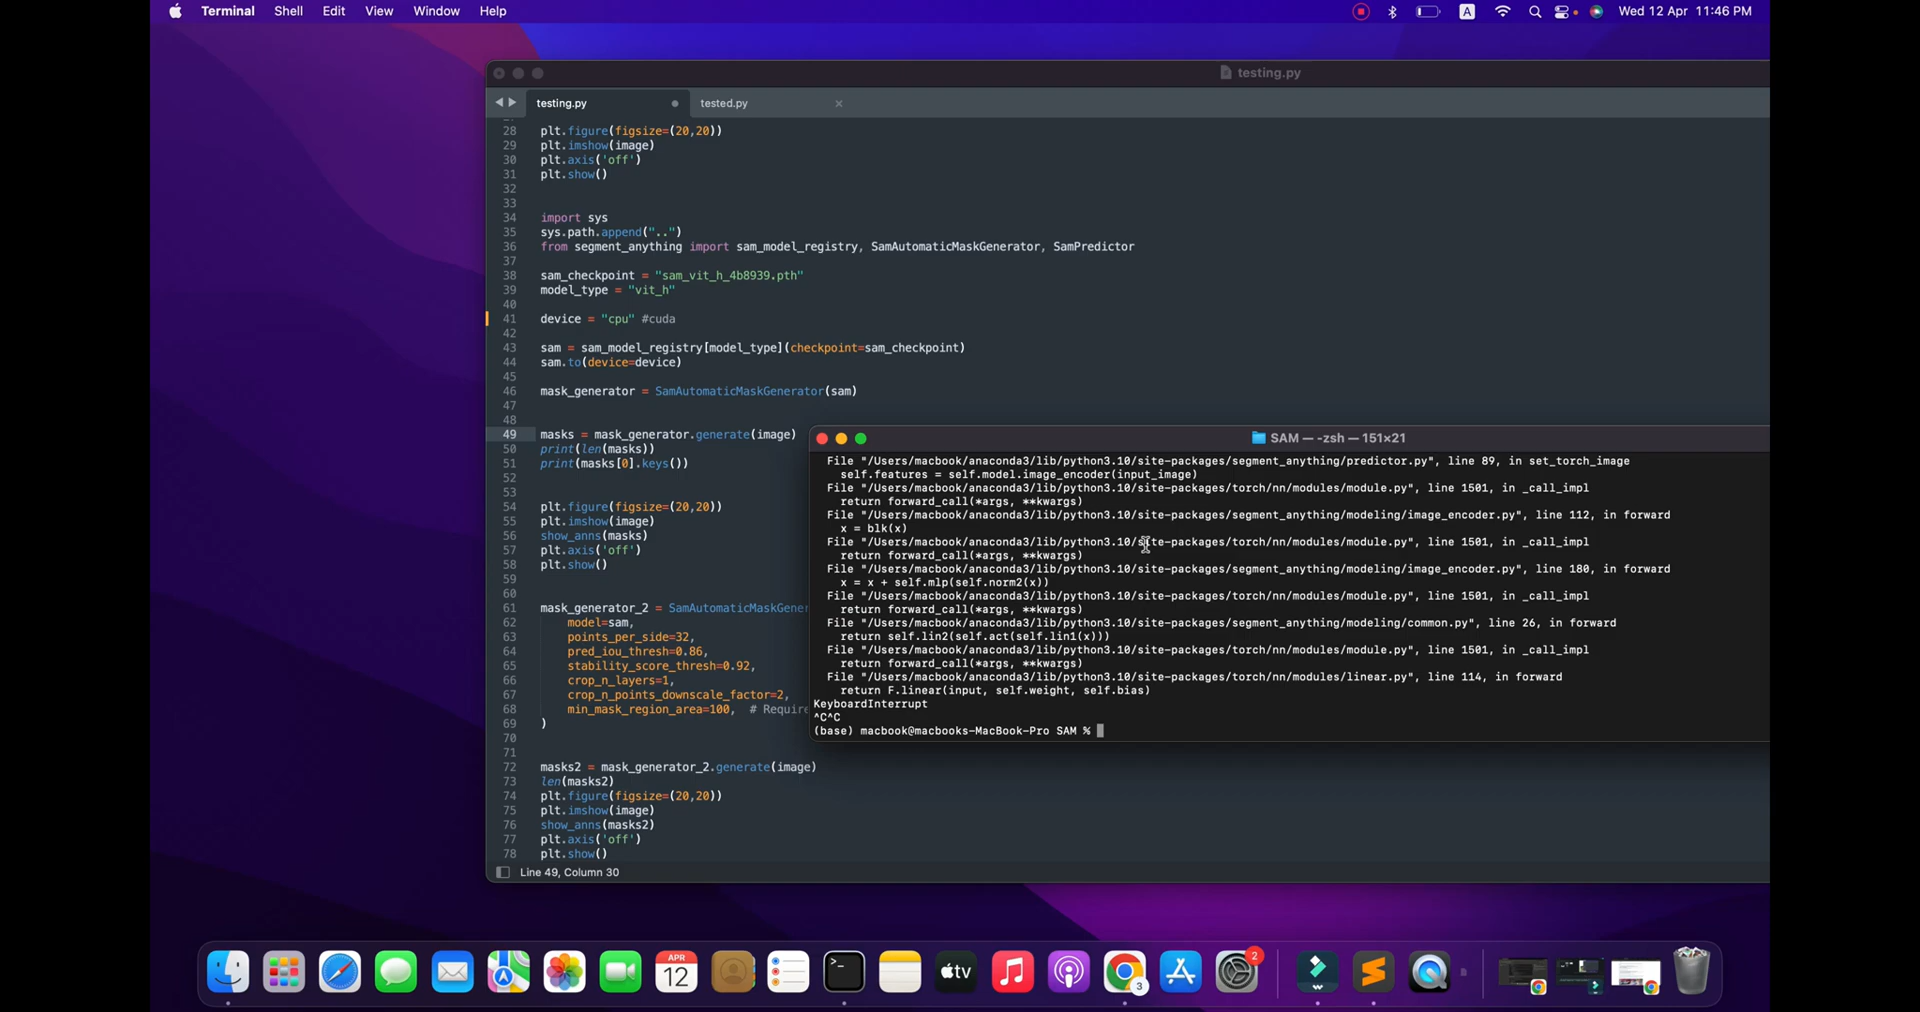 Terminal Shell Edit View Window Help A Wed 12 Apr 11:46 PM
testing.py
testing.py tested.py
28 plt.figure(figsize=(20,20))
29 plt.imshow(image)
30 plt.axis('off')
31 plt.show()
32
33
34 import sys
35 sys.path.append("..")
36 from segment_anything import sam_model_registry, SamAutomaticMaskGenerator, SamPredictor
37
38 sam_checkpoint = "sam_vit_h_4b8939.pth"
39 model_type = "vit_h"
40
41 device = "cpu" #cuda
42
43 sam = sam_model_registry[model_type](checkpoint=sam_checkpoint)
44 sam.to(device=device)
45
46 mask_generator = SamAutomaticMaskGenerator(sam)
47
48
49 masks = mask_generator.generate(image)
50 print(len(masks))
51 print(masks[0].keys())
52
53
54 plt.figure(figsize=(20,20))
55 plt.imshow(image)
56 show_anns(masks)
57 plt.axis('off')
58 plt.show()
59
60
61 mask_generator_2 = SamAutomaticMaskGener
62 model=sam,
63 points_per_side=32,
64 pred_iou_thresh=0.86,
65 stability_score_thresh=0.92,
66 crop_n_layers=1,
67 crop_n_points_downscale_factor=2,
68 min_mask_region_area=100, # Require
69 )
70
71
72 masks2 = mask_generator_2.generate(image)
73 len(masks2)
74 plt.figure(figsize=(20,20))
75 plt.imshow(image)
76 show_anns(masks2)
77 plt.axis('off')
78 plt.show()
Line 49, Column 30
SAM — -zsh — 151×21
File "/Users/macbook/anaconda3/lib/python3.10/site-packages/segment_anything/predictor.py", line 89, in set_torch_image
self.features = self.model.image_encoder(input_image)
File "/Users/macbook/anaconda3/lib/python3.10/site-packages/torch/nn/modules/module.py", line 1501, in _call_impl
return forward_call(*args, **kwargs)
File "/Users/macbook/anaconda3/lib/python3.10/site-packages/segment_anything/modeling/image_encoder.py", line 112, in forward
x = blk(x)
File "/Users/macbook/anaconda3/lib/python3.10/site-packages/torch/nn/modules/module.py", line 1501, in _call_impl
return forward_call(*args, **kwargs)
File "/Users/macbook/anaconda3/lib/python3.10/site-packages/segment_anything/modeling/image_encoder.py", line 180, in forward
x = x + self.mlp(self.norm2(x))
File "/Users/macbook/anaconda3/lib/python3.10/site-packages/torch/nn/modules/module.py", line 1501, in _call_impl
return forward_call(*args, **kwargs)
File "/Users/macbook/anaconda3/lib/python3.10/site-packages/segment_anything/modeling/common.py", line 26, in forward
return self.lin2(self.act(self.lin1(x)))
File "/Users/macbook/anaconda3/lib/python3.10/site-packages/torch/nn/modules/module.py", line 1501, in _call_impl
return forward_call(*args, **kwargs)
File "/Users/macbook/anaconda3/lib/python3.10/site-packages/torch/nn/modules/linear.py", line 114, in forward
return F.linear(input, self.weight, self.bias)
KeyboardInterrupt
^C^C
(base) macbook@macbooks-MacBook-Pro SAM %
APR
12
>_
tv
3
2